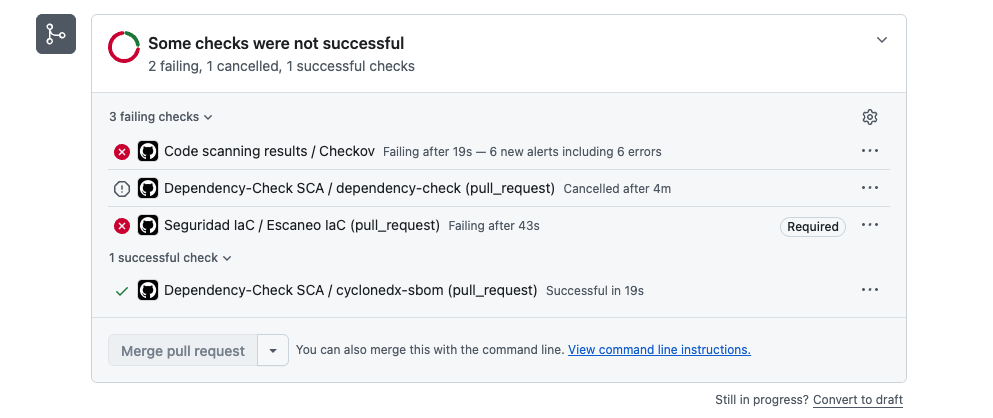 Some checks were not successful
2 failing, 1 cancelled, 1 successful checks
3 failing checks
Code scanning results / Checkov Failing after 19s — 6 new alerts including 6 errors
Dependency-Check SCA / dependency-check (pull_request) Cancelled after 4m
Seguridad IaC / Escaneo IaC (pull_request) Failing after 43s Required
1 successful check
Dependency-Check SCA / cyclonedx-sbom (pull_request) Successful in 19s
Merge pull request You can also merge this with the command line. View command line instructions.
Still in progress? Convert to draft